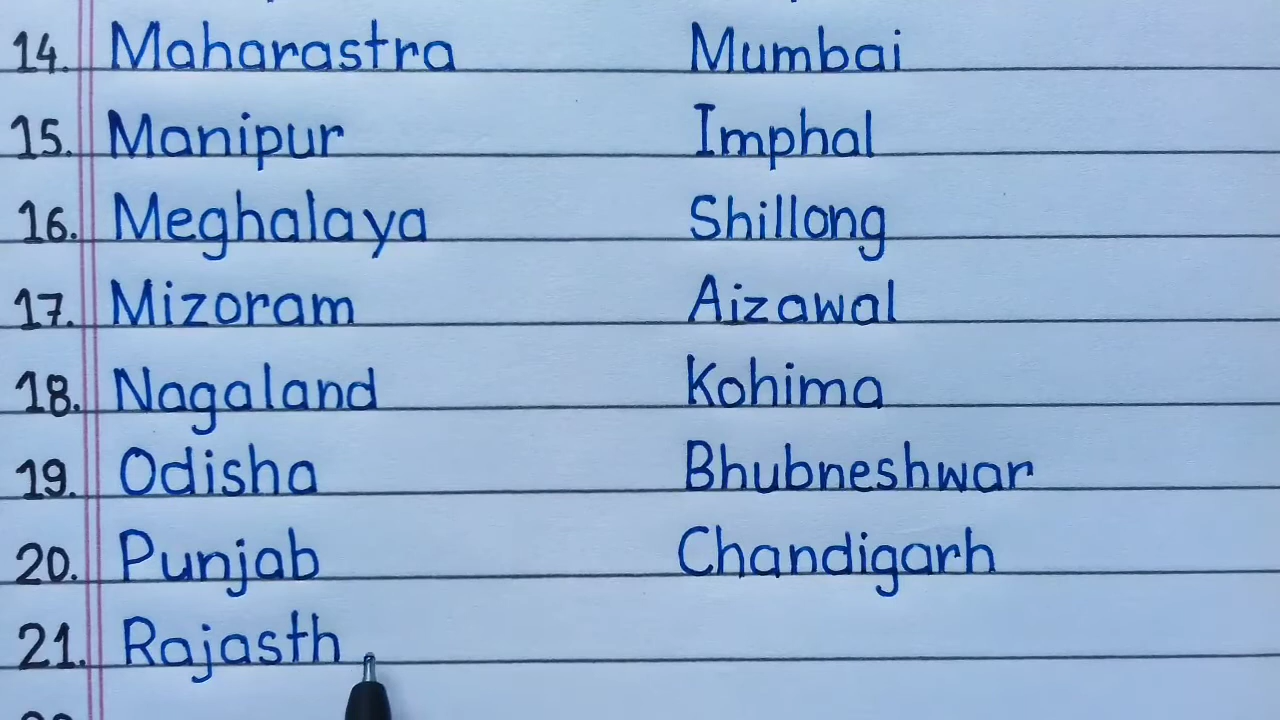 14. Maharastra Mumbai
15. Manipur Imphal
16. Meghalaya Shillong
17. Mizoram Aizawal
18. Nagaland Kohima
19. Odisha Bhubneshwar
20. Punjab Chandigarh
21. Rajasth